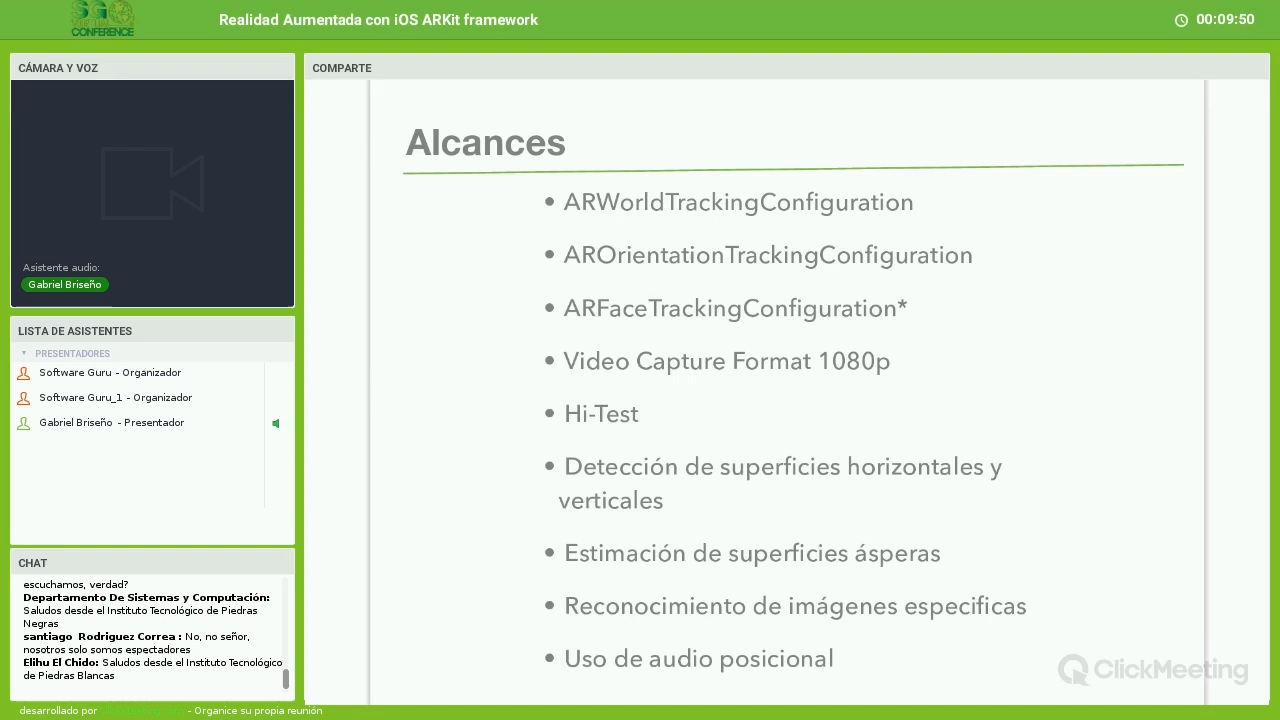 SG VIRTUAL
CONFERENCE
Realidad Aumentada con iOS ARKit framework
00:09:50
CÁMARA Y VOZ
Asistente audio:
Gabriel Briseño
LISTA DE ASISTENTES
PRESENTADORES
Software Guru - Organizador
Software Guru_1 - Organizador
Gabriel Briseño - Presentador
CHAT
escuchamos, verdad?
Departamento De Sistemas y Computación:
Saludos desde el Instituto Tecnológico de Piedras
Negras
santiago Rodriguez Correa : No, no señor,
nosotros solo somos espectadores
Elihu El Chido: Saludos desde el Instituto Tecnológico
de Piedras Blancas
desarrollado por - Organice su propia reunión
COMPARTE
Alcances
• ARWorldTrackingConfiguration
• AROrientationTrackingConfiguration
• ARFaceTrackingConfiguration*
• Video Capture Format 1080p
• Hi-Test
• Detección de superficies horizontales y
verticales
• Estimación de superficies ásperas
• Reconocimiento de imágenes especificas
• Uso de audio posicional
ClickMeeting